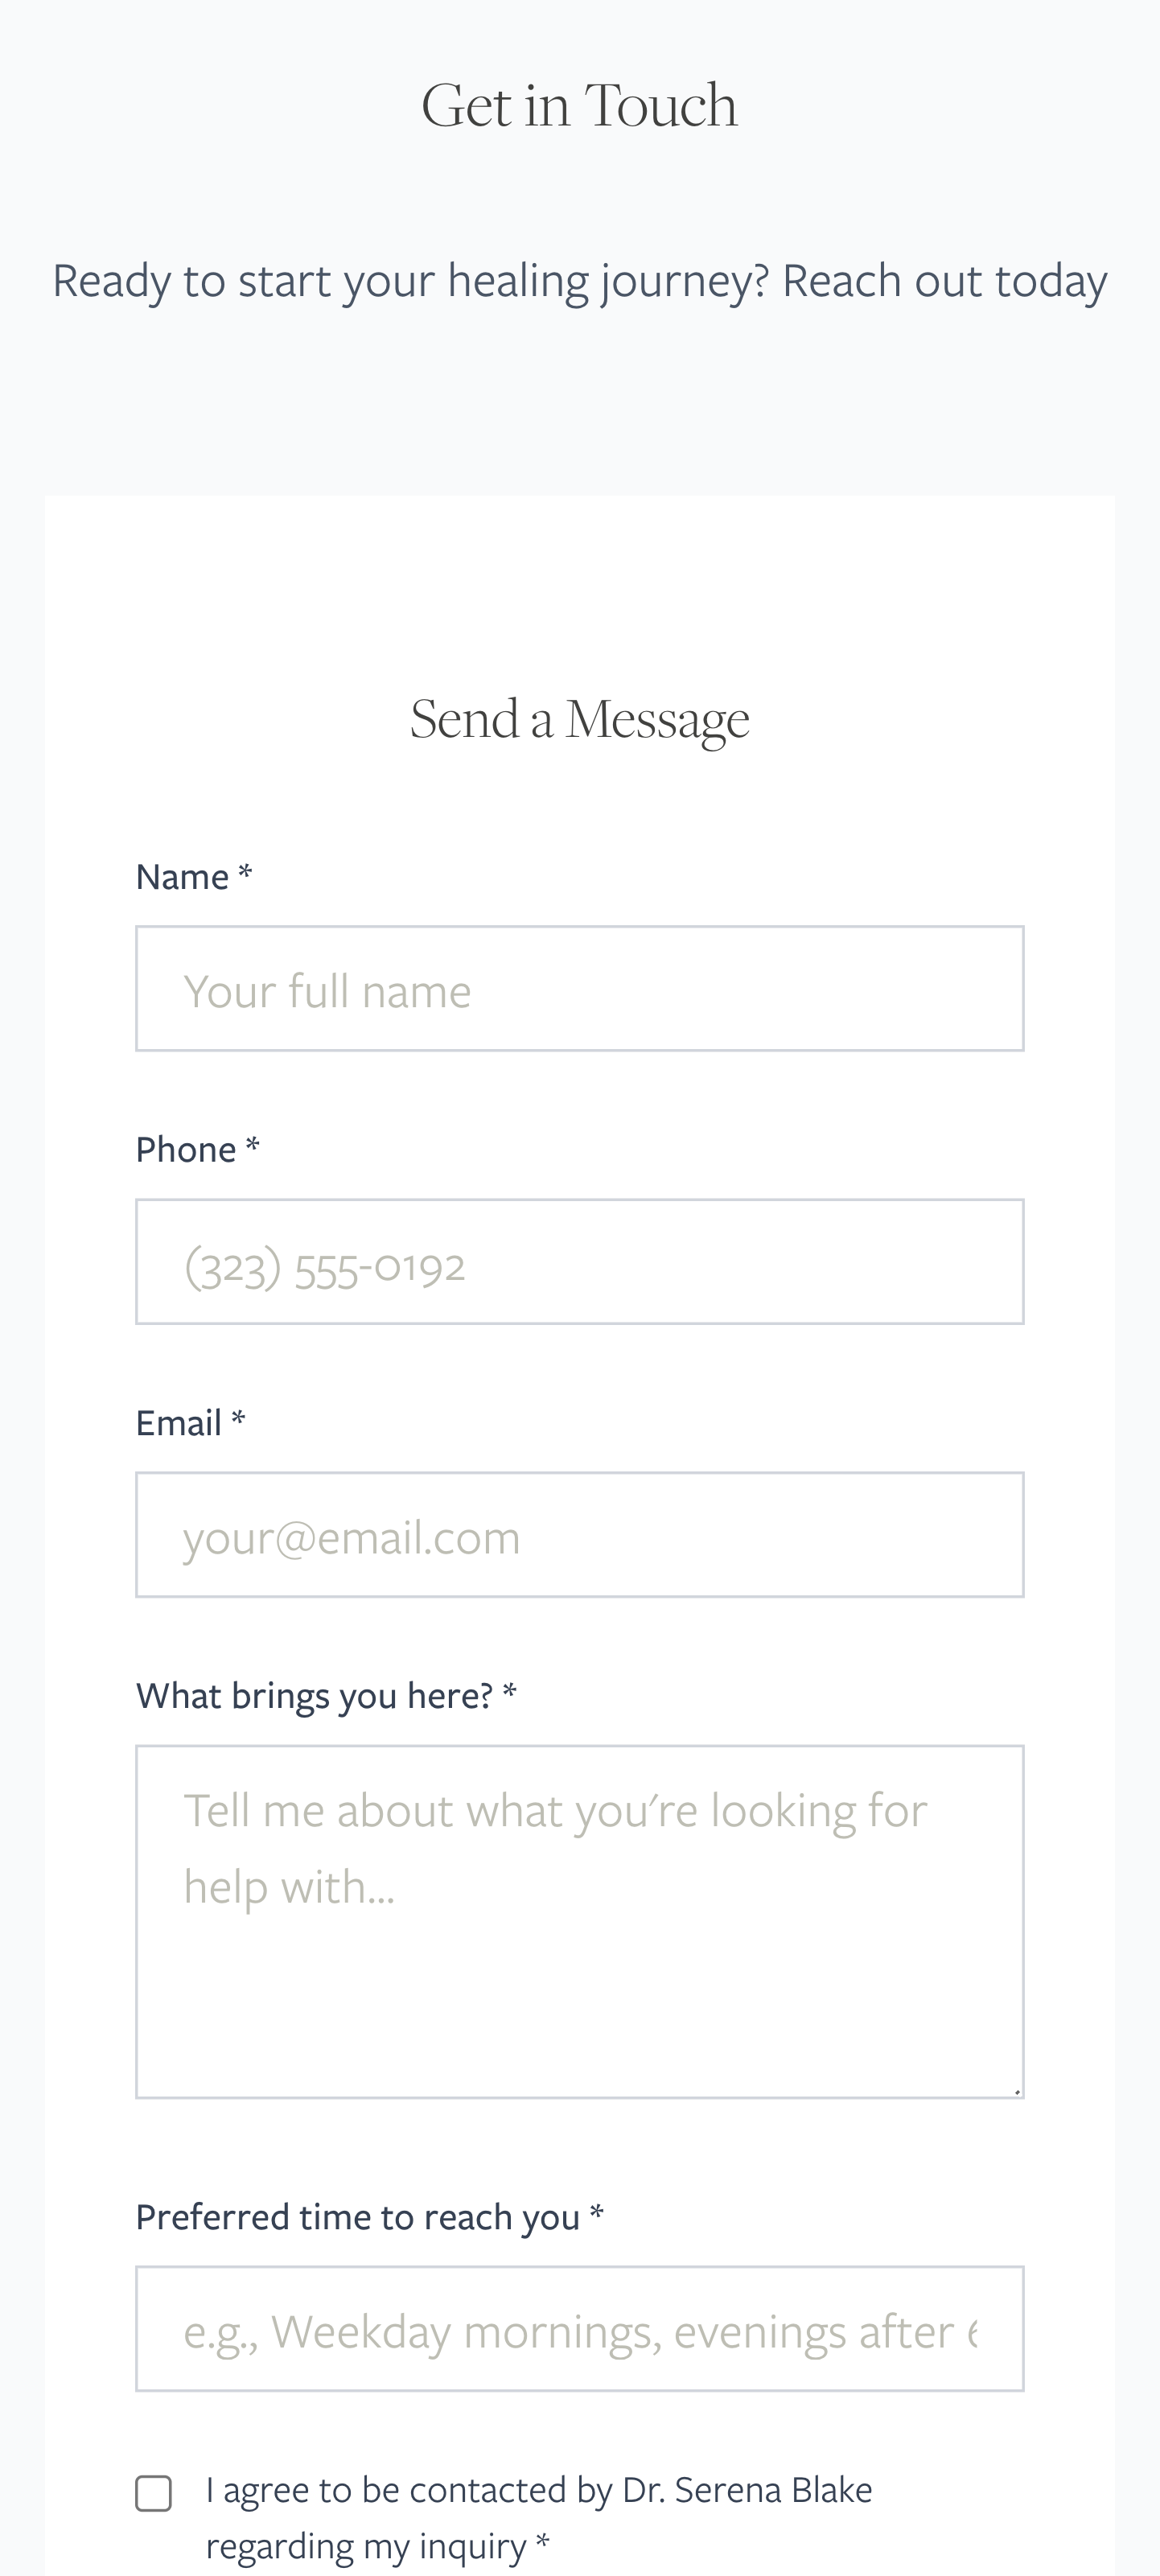 Get in Touch
Ready to start your healing journey? Reach out today
Send a Message
Name *
Your full name
Phone *
(323) 555-0192
Email *
your@email.com
What brings you here? *
Tell me about what you're looking for
help with...
Preferred time to reach you *
e.g., Weekday mornings, evenings after
I agree to be contacted by Dr. Serena Blake
regarding my inquiry *